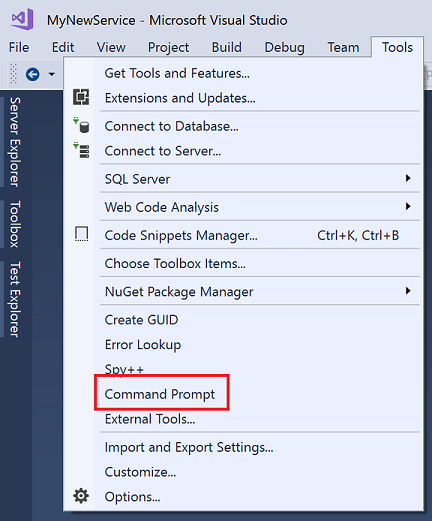 MyNewService - Microsoft Visual Studio
File Edit View Project Build Debug Team Tools
Get Tools and Features...
Extensions and Updates...
Connect to Database...
Connect to Server...
SQL Server
Web Code Analysis
Code Snippets Manager... Ctrl+K, Ctrl+B
Choose Toolbox Items...
NuGet Package Manager
Create GUID
Error Lookup
Spy++
Command Prompt
External Tools...
Import and Export Settings...
Customize...
Options...
Server Explorer
Toolbox
Test Explorer